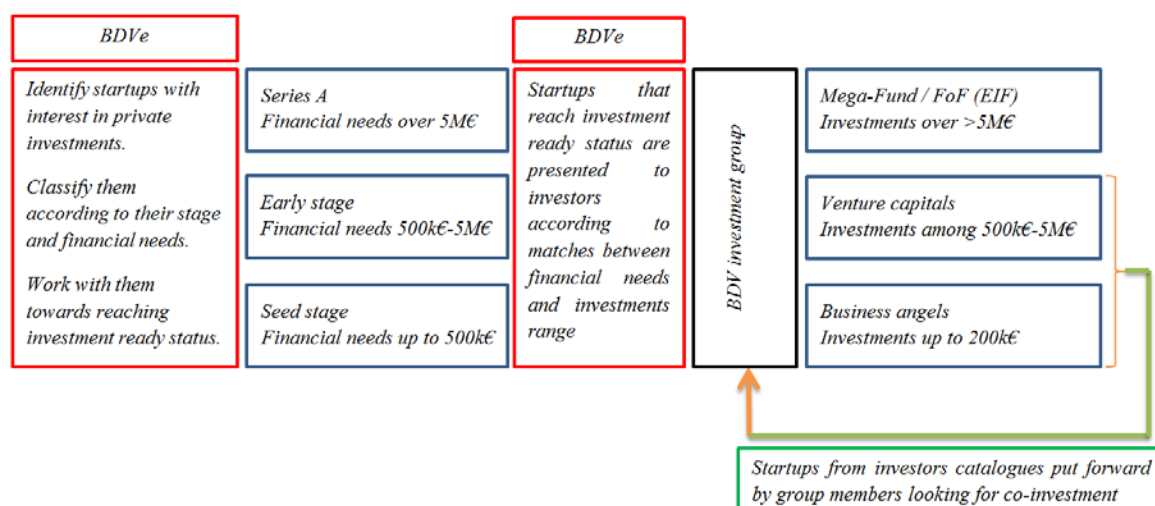 BDVe
Identify startups with
interest in private
investments.
Classify them
according to their stage
and financial needs.
Work with them
towards reaching
investment ready status.
Series A
Financial needs over 5M€
Early stage
Financial needs 500k€-5M€
Seed stage
Financial needs up to 500k€
BDVe
Startups that
reach investment
ready status are
presented to
investors
according to
matches between
financial needs
and investments
range
BDV investment group
Mega-Fund / FoF (EIF)
Investments over >5M€
Venture capitals
Investments among 500k€-5M€
Business angels
Investments up to 200k€
Startups from investors catalogues put forward
by group members looking for co-investment